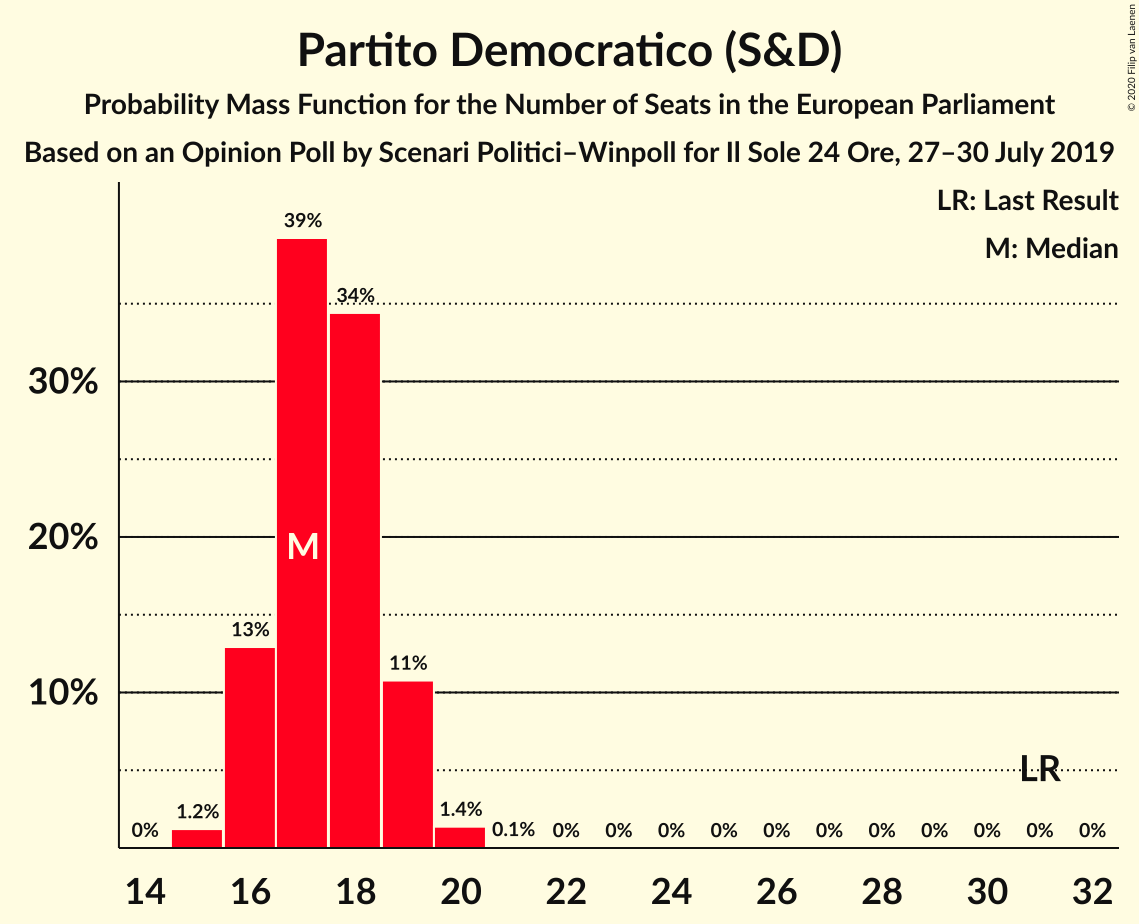 Partito Democratico (S&D)
Probability Mass Function for the Number of Seats in the European Parliament
Based on an Opinion Poll by Scenari Politici–Winpoll for Il Sole 24 Ore, 27–30 July 2019
© 2020 Filip van Laenen
LR: Last Result
M: Median
39%
34%
30%
20%
M
13%
11%
10%
LR
0% 1.2% 1.4% 0.1% 0% 0% 0% 0% 0% 0% 0% 0% 0% 0% 0%
14 16 18 20 22 24 26 28 30 32